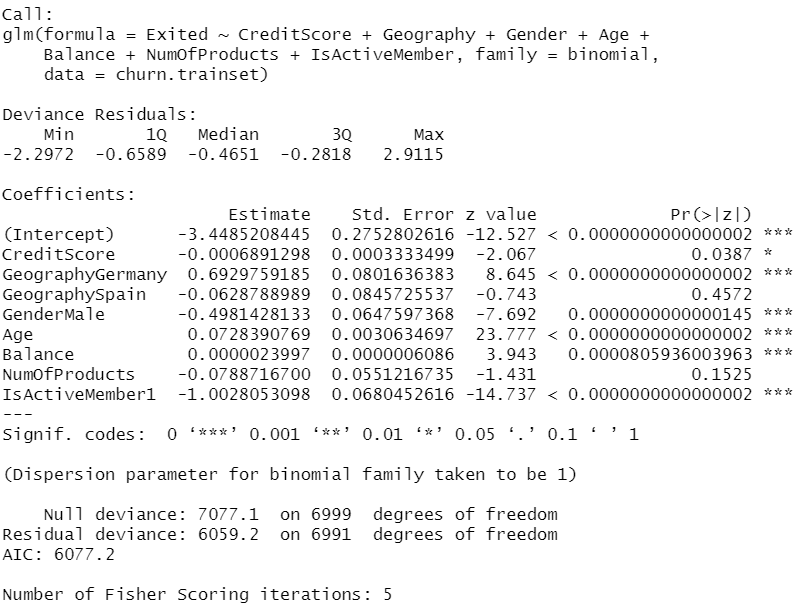 Call:
glm(formula = Exited ~ CreditScore + Geography + Gender + Age +
    Balance + NumOfProducts + IsActiveMember, family = binomial,
    data = churn.trainset)

Deviance Residuals:
    Min       1Q   Median       3Q      Max
-2.2972  -0.6589  -0.4651  -0.2818   2.9115

Coefficients:
                      Estimate    Std. Error z value             Pr(>|z|)
(Intercept)      -3.4485208445  0.2752802616 -12.527 < 0.0000000000000002 ***
CreditScore      -0.0006891298  0.0003333499  -2.067               0.0387 *
GeographyGermany  0.6929759185  0.0801636383   8.645 < 0.0000000000000002 ***
GeographySpain   -0.0628788989  0.0845725537  -0.743               0.4572
GenderMale       -0.4981428133  0.0647597368  -7.692   0.0000000000000145 ***
Age               0.0728390769  0.0030634697  23.777 < 0.0000000000000002 ***
Balance           0.0000023997  0.0000006086   3.943   0.0000805936003963 ***
NumOfProducts    -0.0788716700  0.0551216735  -1.431               0.1525
IsActiveMember1  -1.0028053098  0.0680452616 -14.737 < 0.0000000000000002 ***
---
Signif. codes:  0 ‘***’ 0.001 ‘**’ 0.01 ‘*’ 0.05 ‘.’ 0.1 ‘ ’ 1

(Dispersion parameter for binomial family taken to be 1)

    Null deviance: 7077.1  on 6999  degrees of freedom
Residual deviance: 6059.2  on 6991  degrees of freedom
AIC: 6077.2

Number of Fisher Scoring iterations: 5